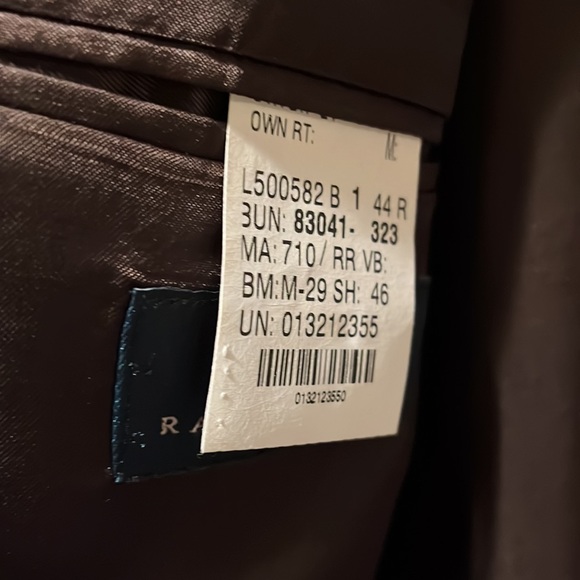 OWN RT: M:
L500582 B 1 44 R
BUN: 83041- 323
MA: 710/ RR VB:
BM:M-29 SH: 46
UN: 013212355
0132123550
RA